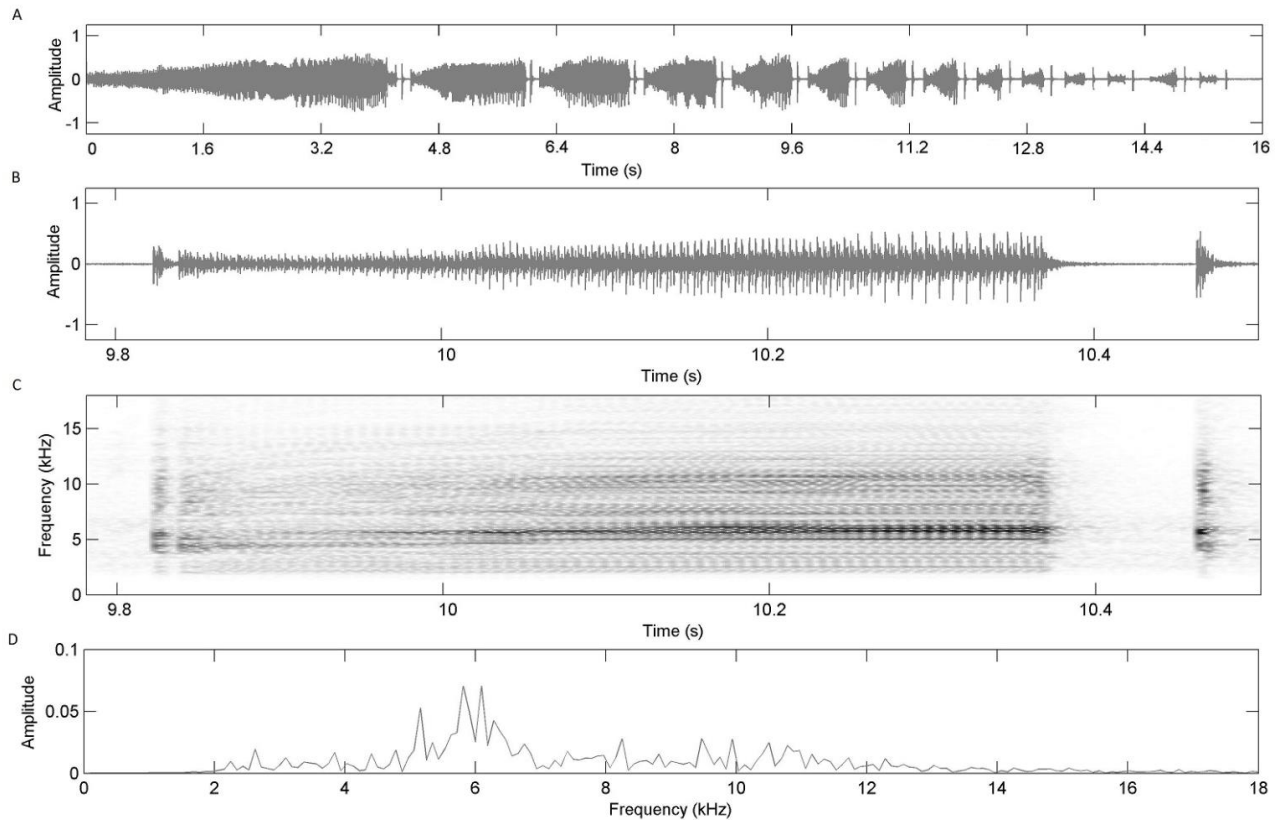 A
Amplitude
1
0
-1
0 1.6 3.2 4.8 6.4 8 9.6 11.2 12.8 14.4 16
Time (s)
B
Amplitude
1
0
-1
9.8 10 10.2 10.4
Time (s)
C
Frequency (kHz)
15
10
5
0
9.8 10 10.2 10.4
Time (s)
D
Amplitude
0.1
0.05
0
0 2 4 6 8 10 12 14 16 18
Frequency (kHz)